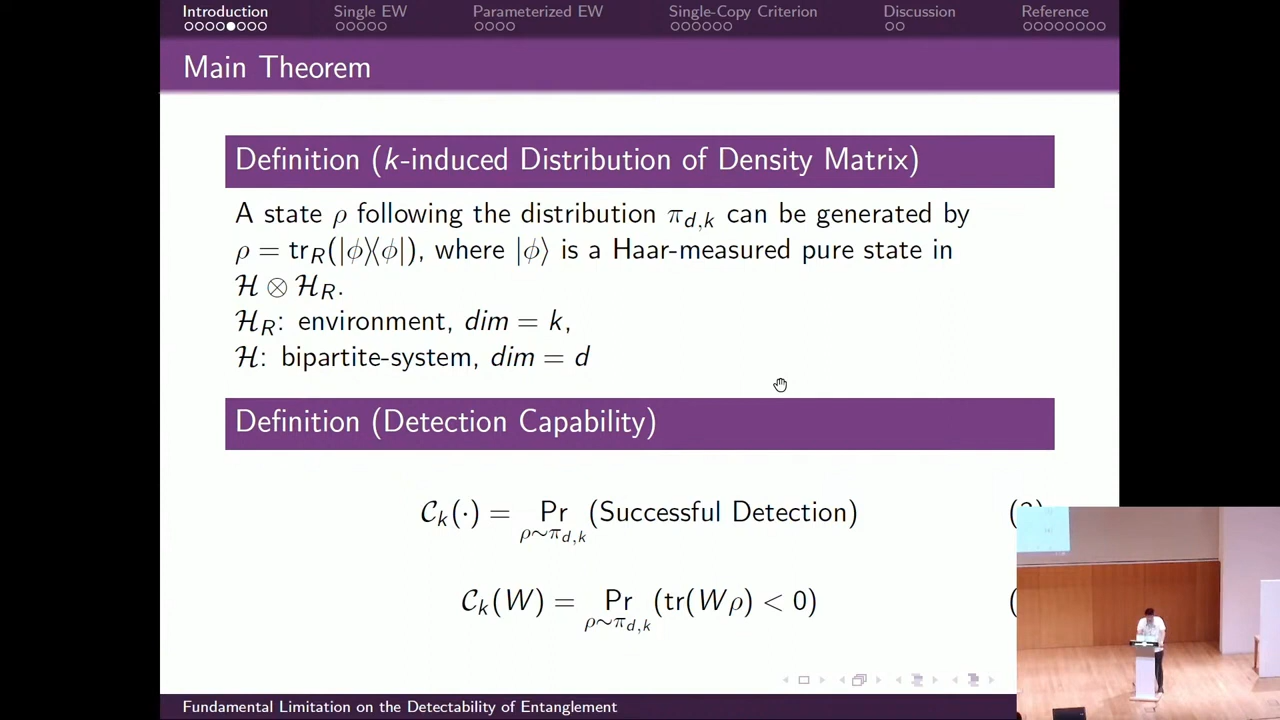 Introduction Single EW Parameterized EW Single-Copy Criterion Discussion Reference
Main Theorem
Definition (k-induced Distribution of Density Matrix)
A state ρ following the distribution π_{d,k} can be generated by
ρ = tr_R(|ϕ⟩⟨ϕ|), where |ϕ⟩ is a Haar-measured pure state in
ℋ ⊗ ℋ_R.
ℋ_R: environment, dim = k,
ℋ: bipartite-system, dim = d
Definition (Detection Capability)
𝒞_k(·) = Pr_{ρ∼π_{d,k}} (Successful Detection)
𝒞_k(W) = Pr_{ρ∼π_{d,k}} (tr(Wρ) < 0)
Fundamental Limitation on the Detectability of Entanglement